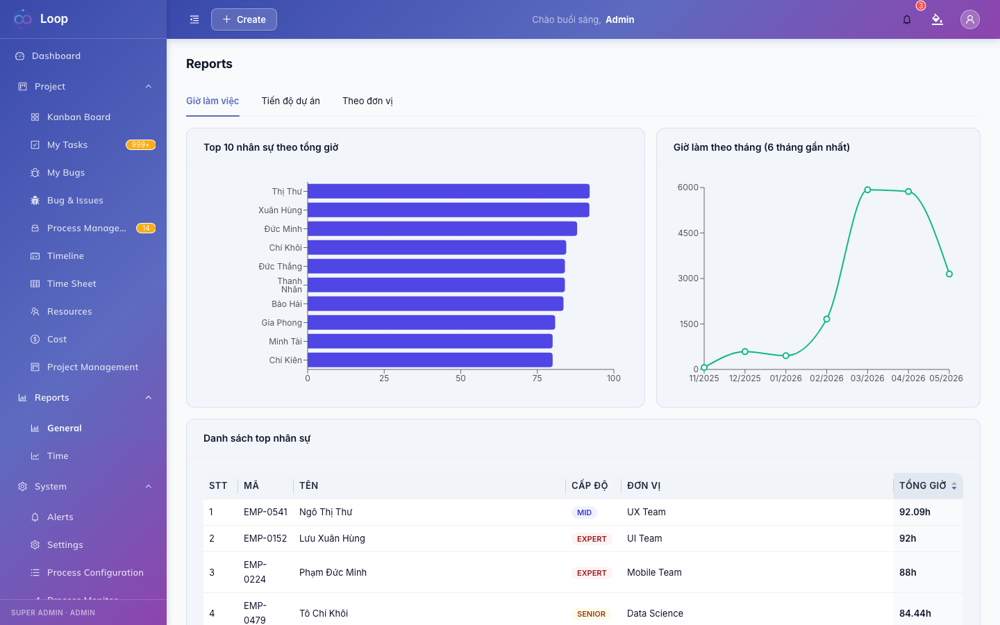 Loop
Create
Chào buổi sáng, Admin
3
Dashboard
Project
Kanban Board
My Tasks
999+
My Bugs
Bug & Issues
Process Manage...
14
Timeline
Time Sheet
Resources
Cost
Project Management
Reports
General
Time
System
Alerts
Settings
Process Configuration
Process Monitor
SUPER ADMIN · ADMIN
Reports
Giờ làm việc
Tiến độ dự án
Theo đơn vị
Top 10 nhân sự theo tổng giờ
Thị Thư
Xuân Hùng
Đức Minh
Chí Khôi
Đức Thắng
Thanh
Nhân
Bảo Hải
Gia Phong
Minh Tài
Chí Kiên
0 25 50 75 100
Giờ làm theo tháng (6 tháng gần nhất)
6000
4500
3000
1500
0
11/2025 12/2025 01/2026 02/2026 03/2026 04/2026 05/2026
Danh sách top nhân sự
STT MÃ TÊN CẤP ĐỘ ĐƠN VỊ TỔNG GIỜ
1 EMP-0541 Ngô Thị Thư MID UX Team 92.09h
2 EMP-0152 Lưu Xuân Hùng EXPERT UI Team 92h
3 EMP-0224 Phạm Đức Minh EXPERT Mobile Team 88h
4 EMP-0479 Tô Chí Khôi SENIOR Data Science 84.44h